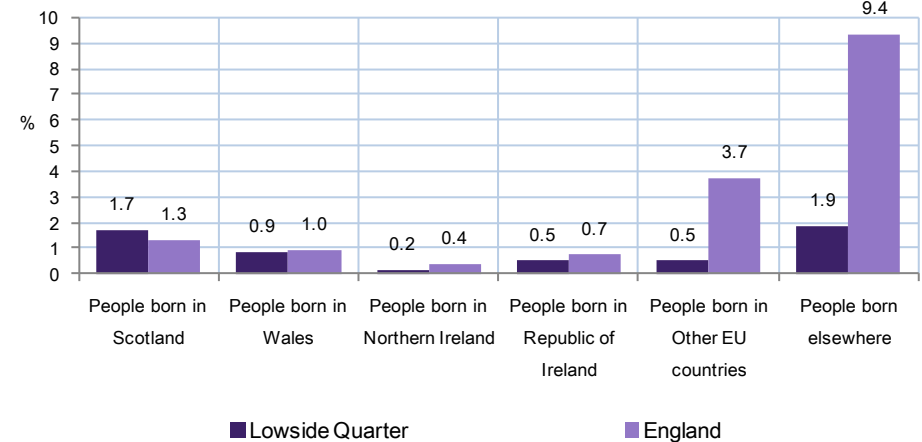 10
9
8
7
6
5
4
3
2
1
0
%
1.7
1.3
0.9
1.0
0.2
0.4
0.5
0.7
0.5
3.7
1.9
9.4
People born in
Scotland
People born in
Wales
People born in
Northern Ireland
People born in
Republic of
Ireland
People born in
Other EU
countries
People born
elsewhere
Lowside Quarter
England